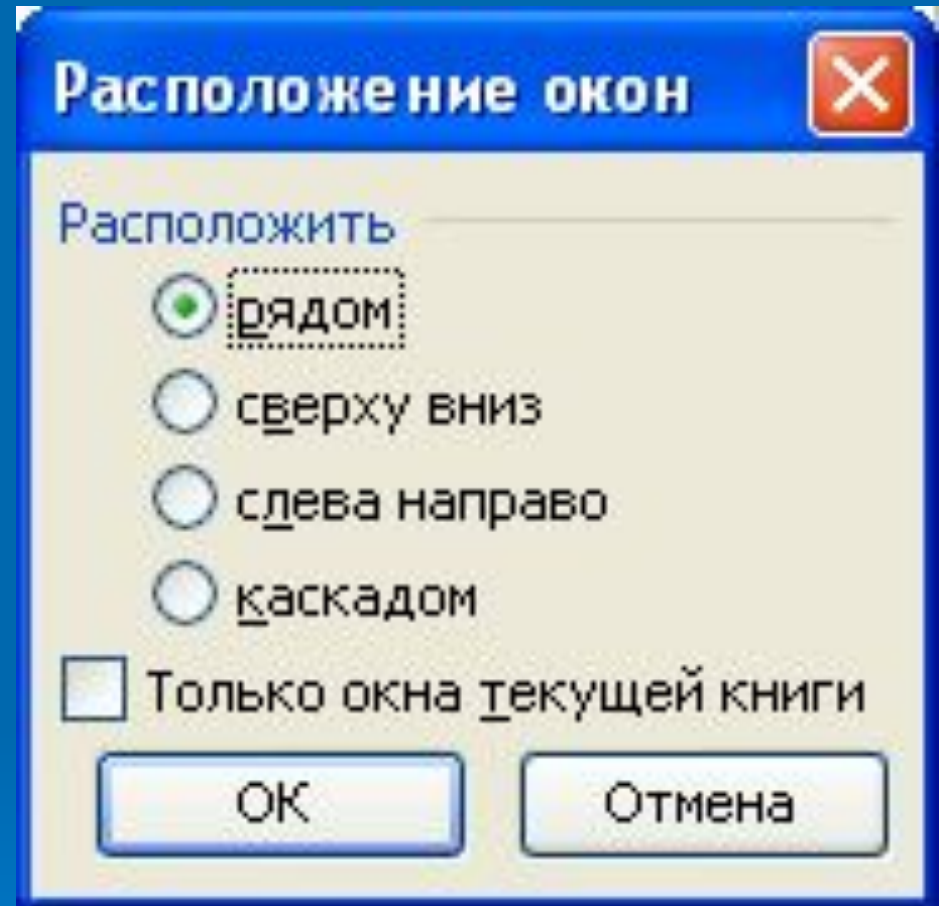 Расположение окон
Расположить
рядом
сверху вниз
слева направо
каскадом
Только окна текущей книги
ОК
Отмена